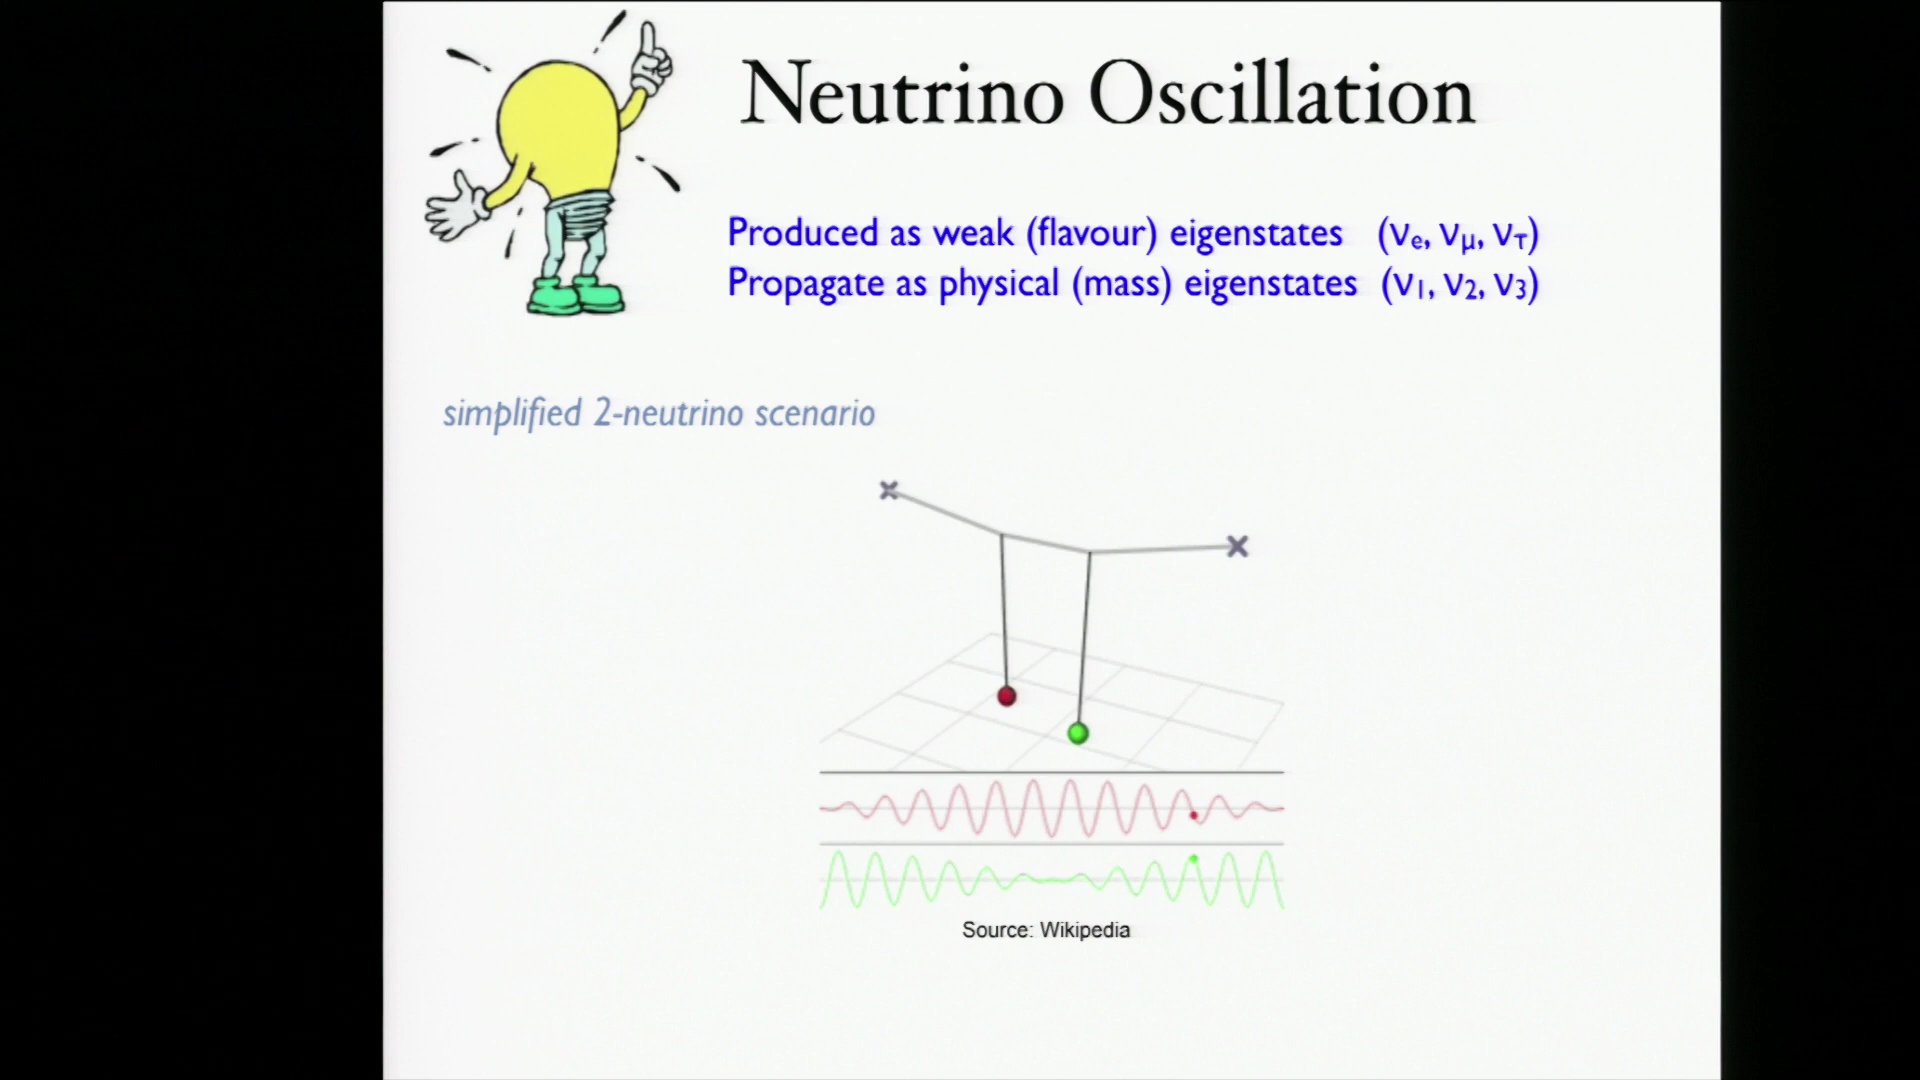 Neutrino Oscillation
Produced as weak (flavour) eigenstates (νe, νμ, ντ)
Propagate as physical (mass) eigenstates (ν1, ν2, ν3)
simplified 2-neutrino scenario
Source: Wikipedia